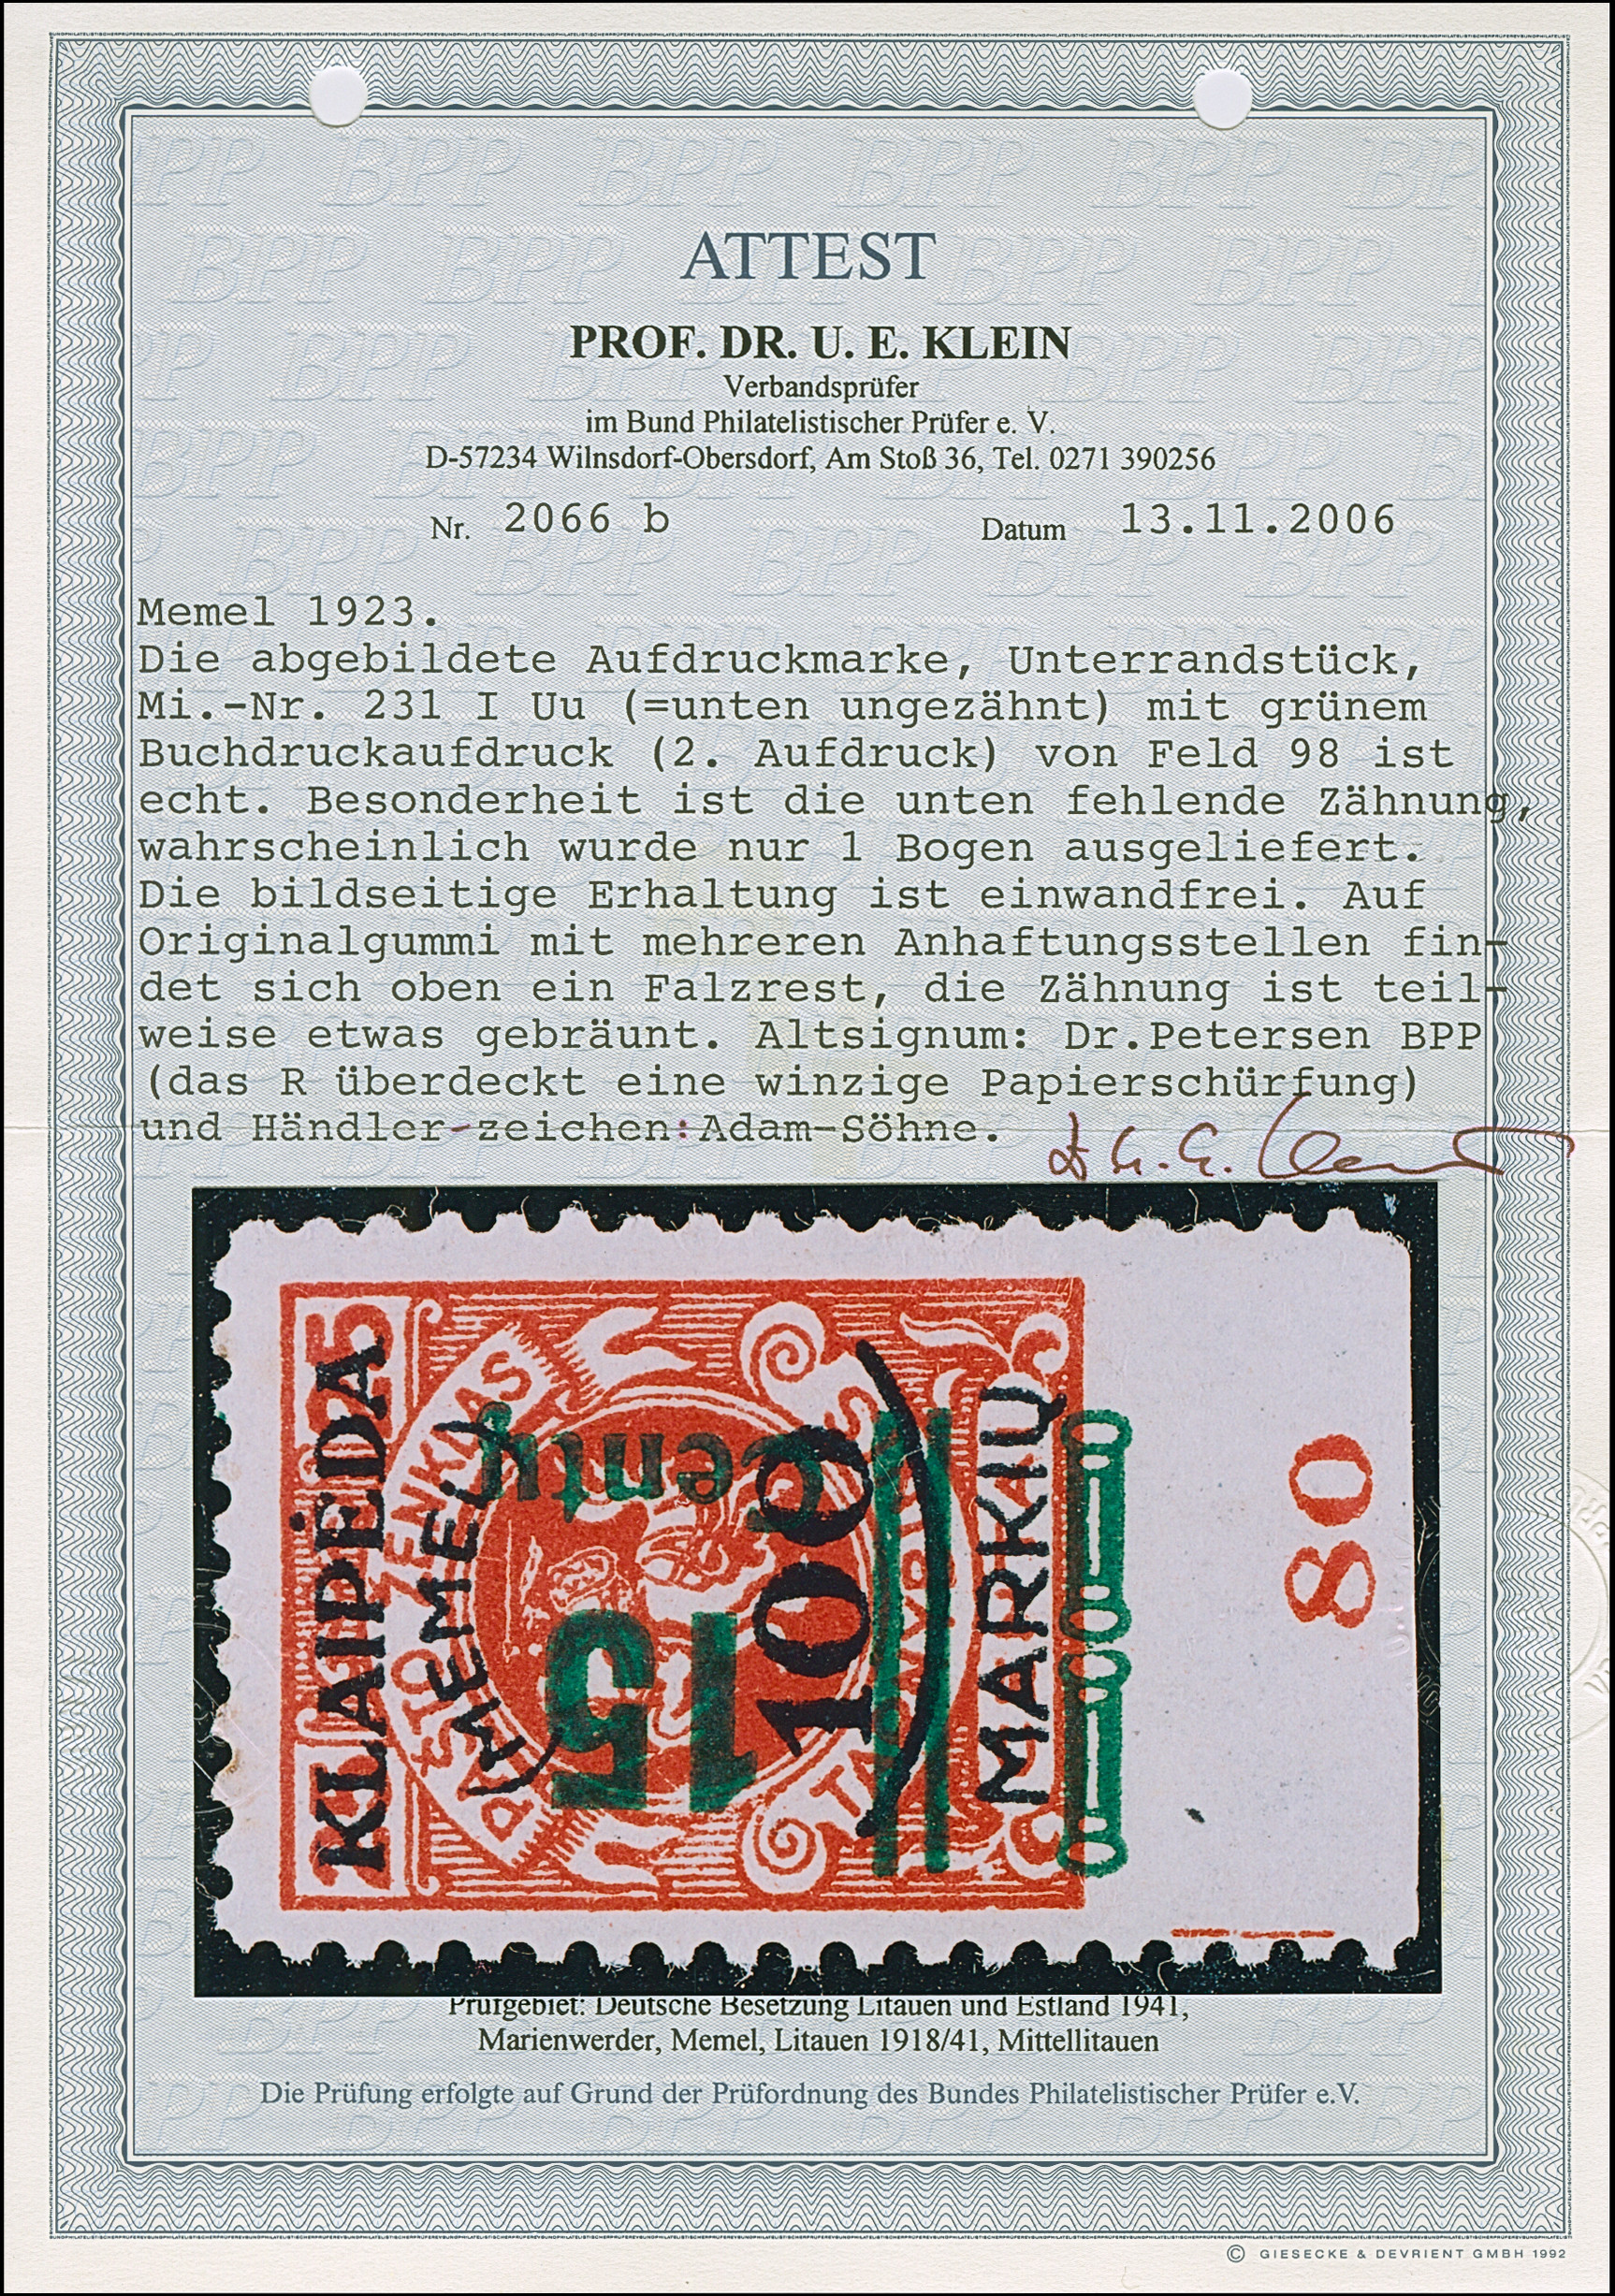 ATTEST
PROF. DR. U. E. KLEIN
Verbandsprüfer
im Bund Philatelistischer Prüfer e. V.
D-57234 Wilnsdorf-Obersdorf, Am Stoß 36, Tel. 0271 390256
Nr. 2066 b Datum 13.11.2006
Memel 1923.
Die abgebildete Aufdruckmarke, Unterrandstück,
Mi.-Nr. 231 I Uu (=unten ungezähnt) mit grünem
Buchdruckaufdruck (2. Aufdruck) von Feld 98 ist
echt. Besonderheit ist die unten fehlende Zähnung,
wahrscheinlich wurde nur 1 Bogen ausgeliefert.
Die bildseitige Erhaltung ist einwandfrei. Auf
Originalgummi mit mehreren Anhaftungsstellen fin-
det sich oben ein Falzrest, die Zähnung ist teil-
weise etwas gebräunt. Altsignum: Dr.Petersen BPP
(das R überdeckt eine winzige Papierschürfung)
und Händler-zeichen:Adam-Söhne.
25
KLAIPĖDA
PAŠTO ŽENKLAS
(MEMEL)
15 centų
100
MARKIŲ
80
Prüfgebiet: Deutsche Besetzung Litauen und Estland 1941,
Marienwerder, Memel, Litauen 1918/41, Mittellitauen
Die Prüfung erfolgte auf Grund der Prüfordnung des Bundes Philatelistischer Prüfer e.V.
© GIESECKE & DEVRIENT GMBH 1992